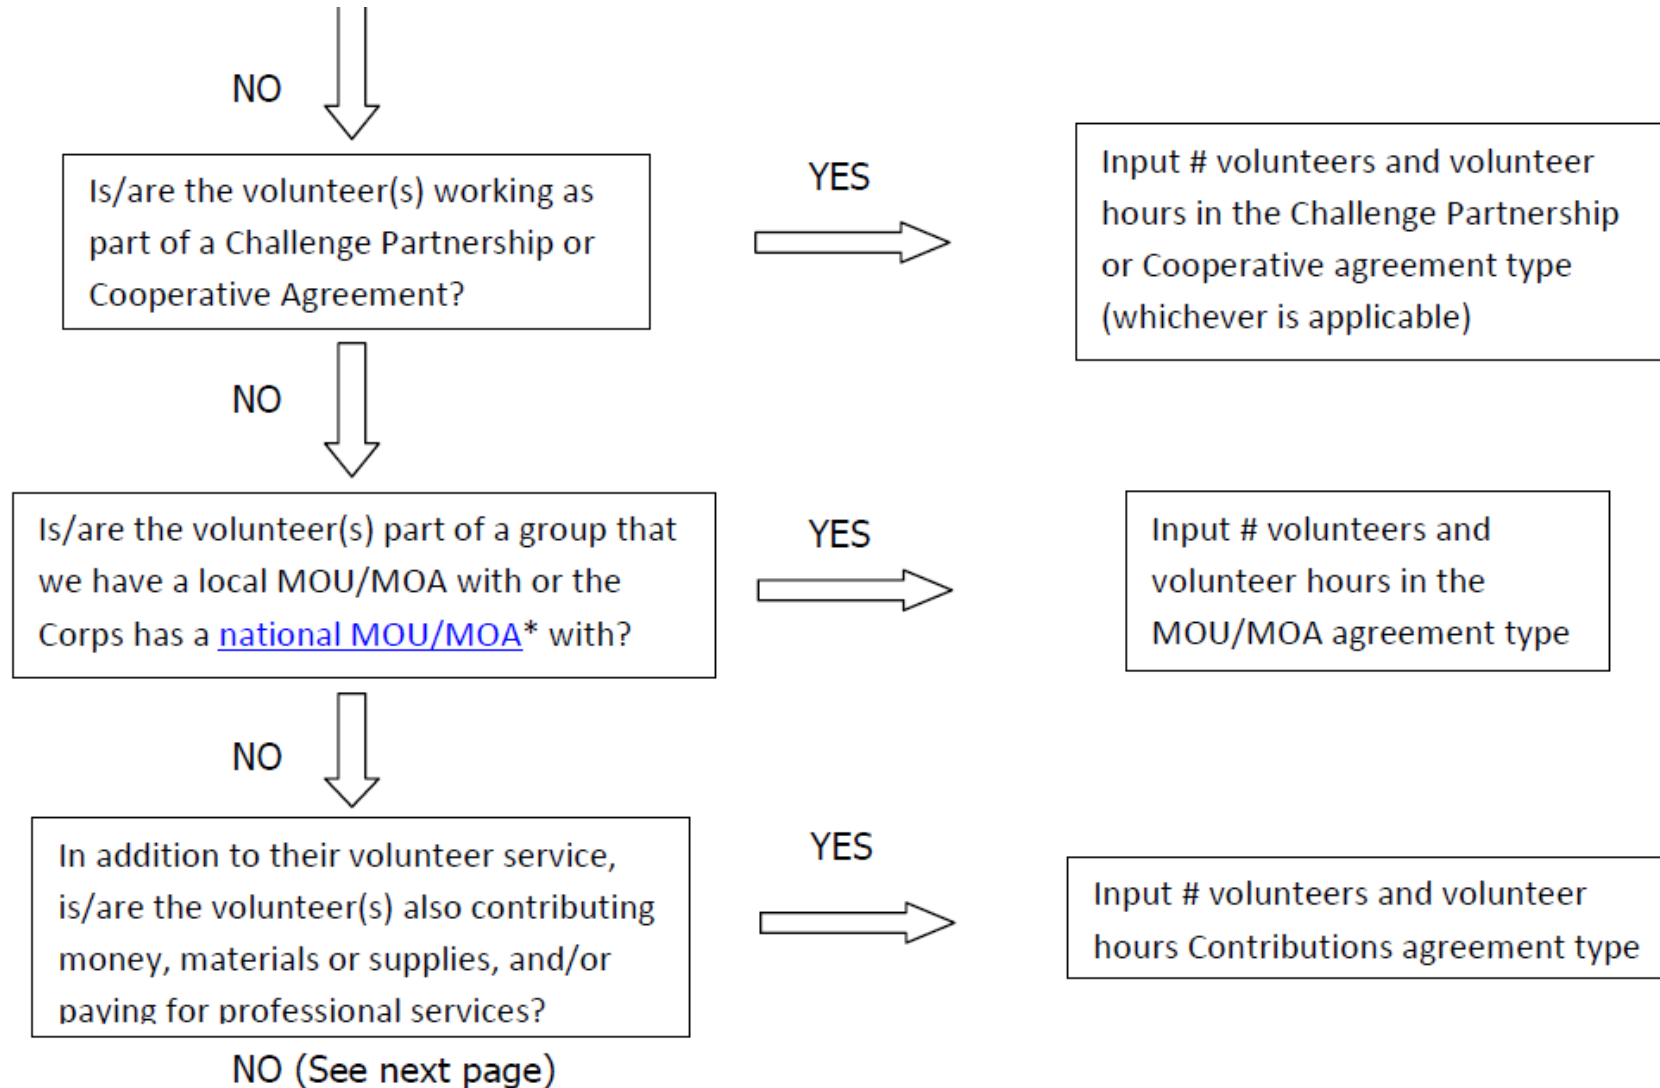 NO
Is/are the volunteer(s) working as
part of a Challenge Partnership or
Cooperative Agreement?
YES
Input # volunteers and volunteer
hours in the Challenge Partnership
or Cooperative agreement type
(whichever is applicable)
NO
Is/are the volunteer(s) part of a group that
we have a local MOU/MOA with or the
Corps has a national MOU/MOA* with?
YES
Input # volunteers and
volunteer hours in the
MOU/MOA agreement type
NO
In addition to their volunteer service,
is/are the volunteer(s) also contributing
money, materials or supplies, and/or
paying for professional services?
YES
Input # volunteers and volunteer
hours Contributions agreement type
NO (See next page)